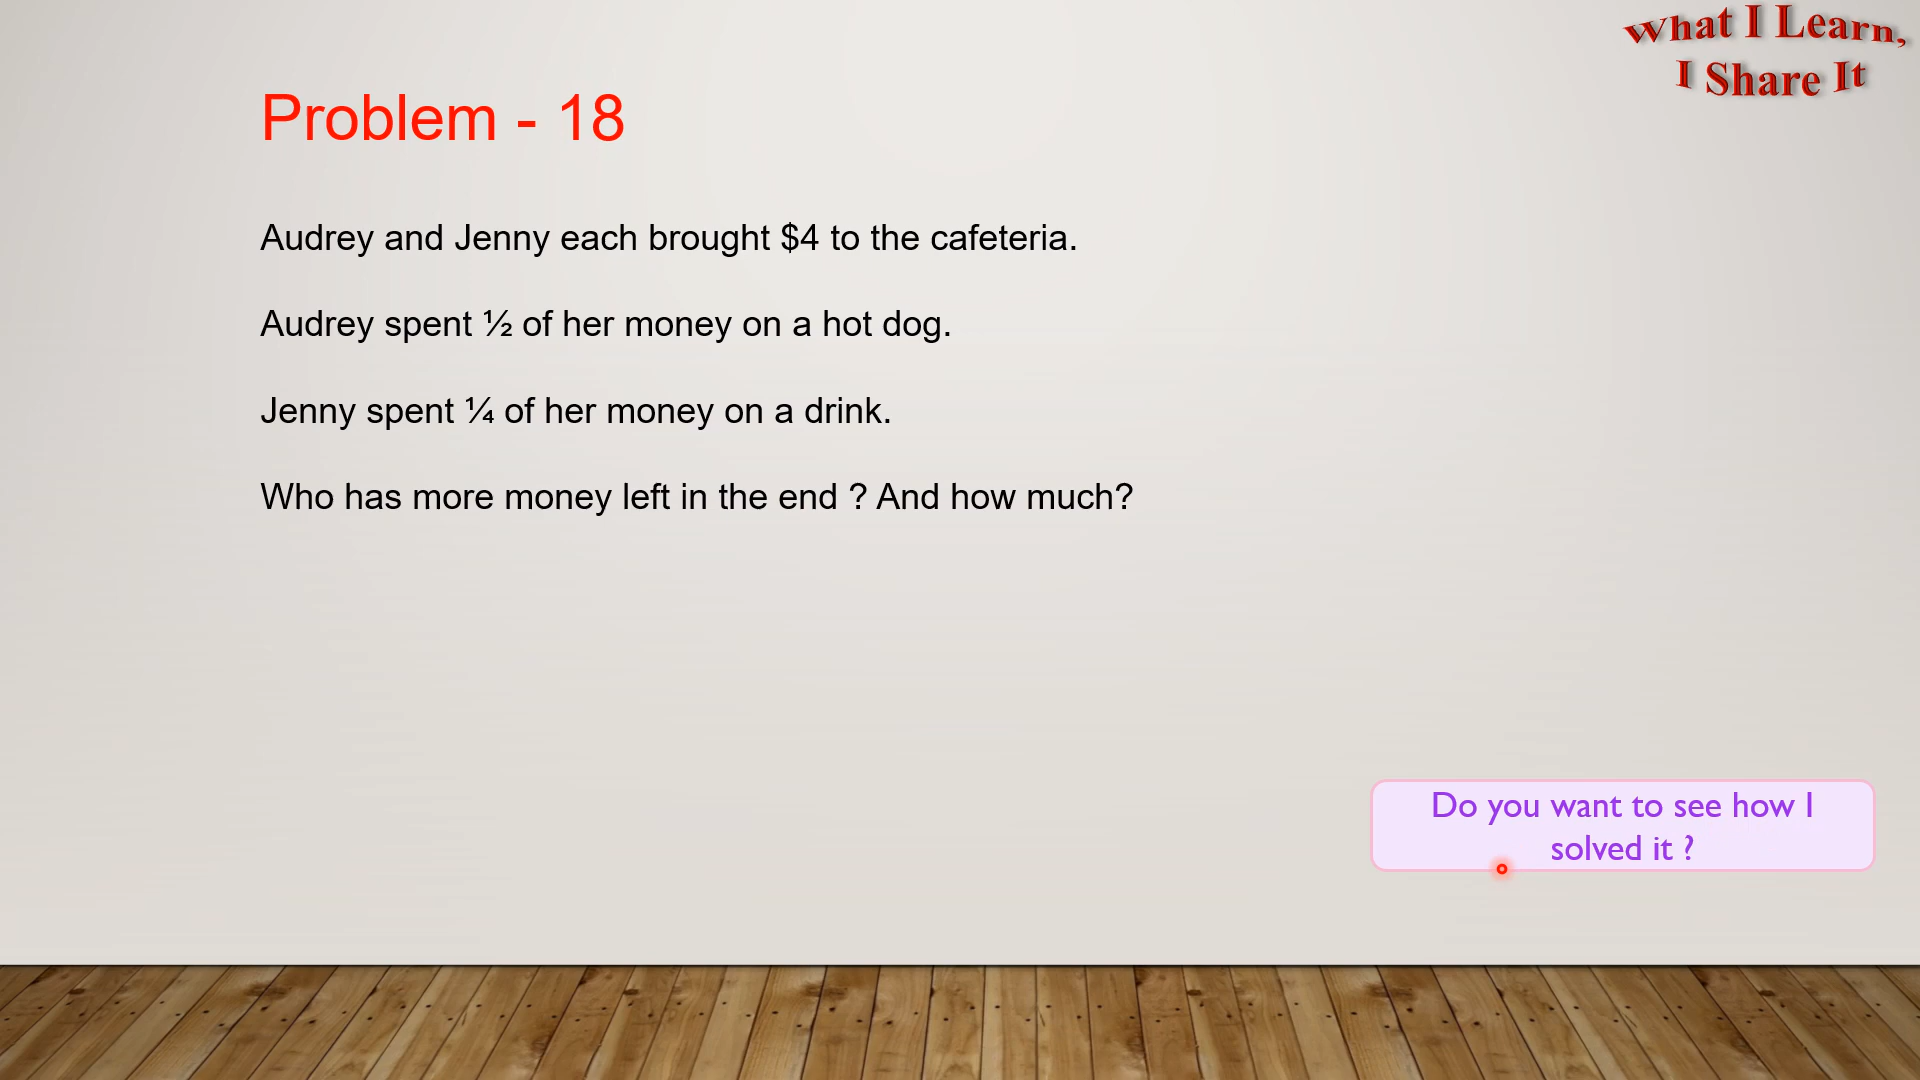 What I Learn,
I Share It
Problem - 18
Audrey and Jenny each brought $4 to the cafeteria.
Audrey spent ½ of her money on a hot dog.
Jenny spent ¼ of her money on a drink.
Who has more money left in the end ? And how much?
Do you want to see how I
solved it ?